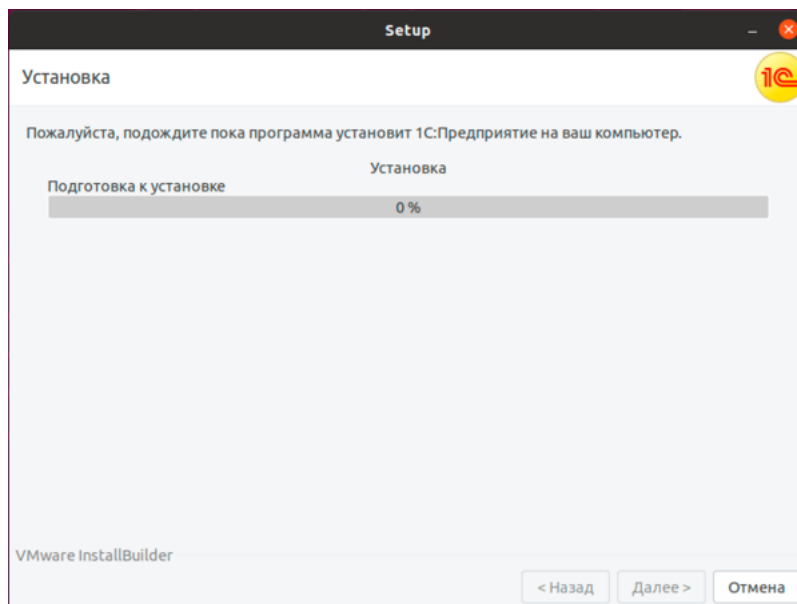 Setup
Установка
1С
Пожалуйста, подождите пока программа установит 1С:Предприятие на ваш компьютер.
Установка
Подготовка к установке
0 %
VMware InstallBuilder
< Назад
Далее >
Отмена